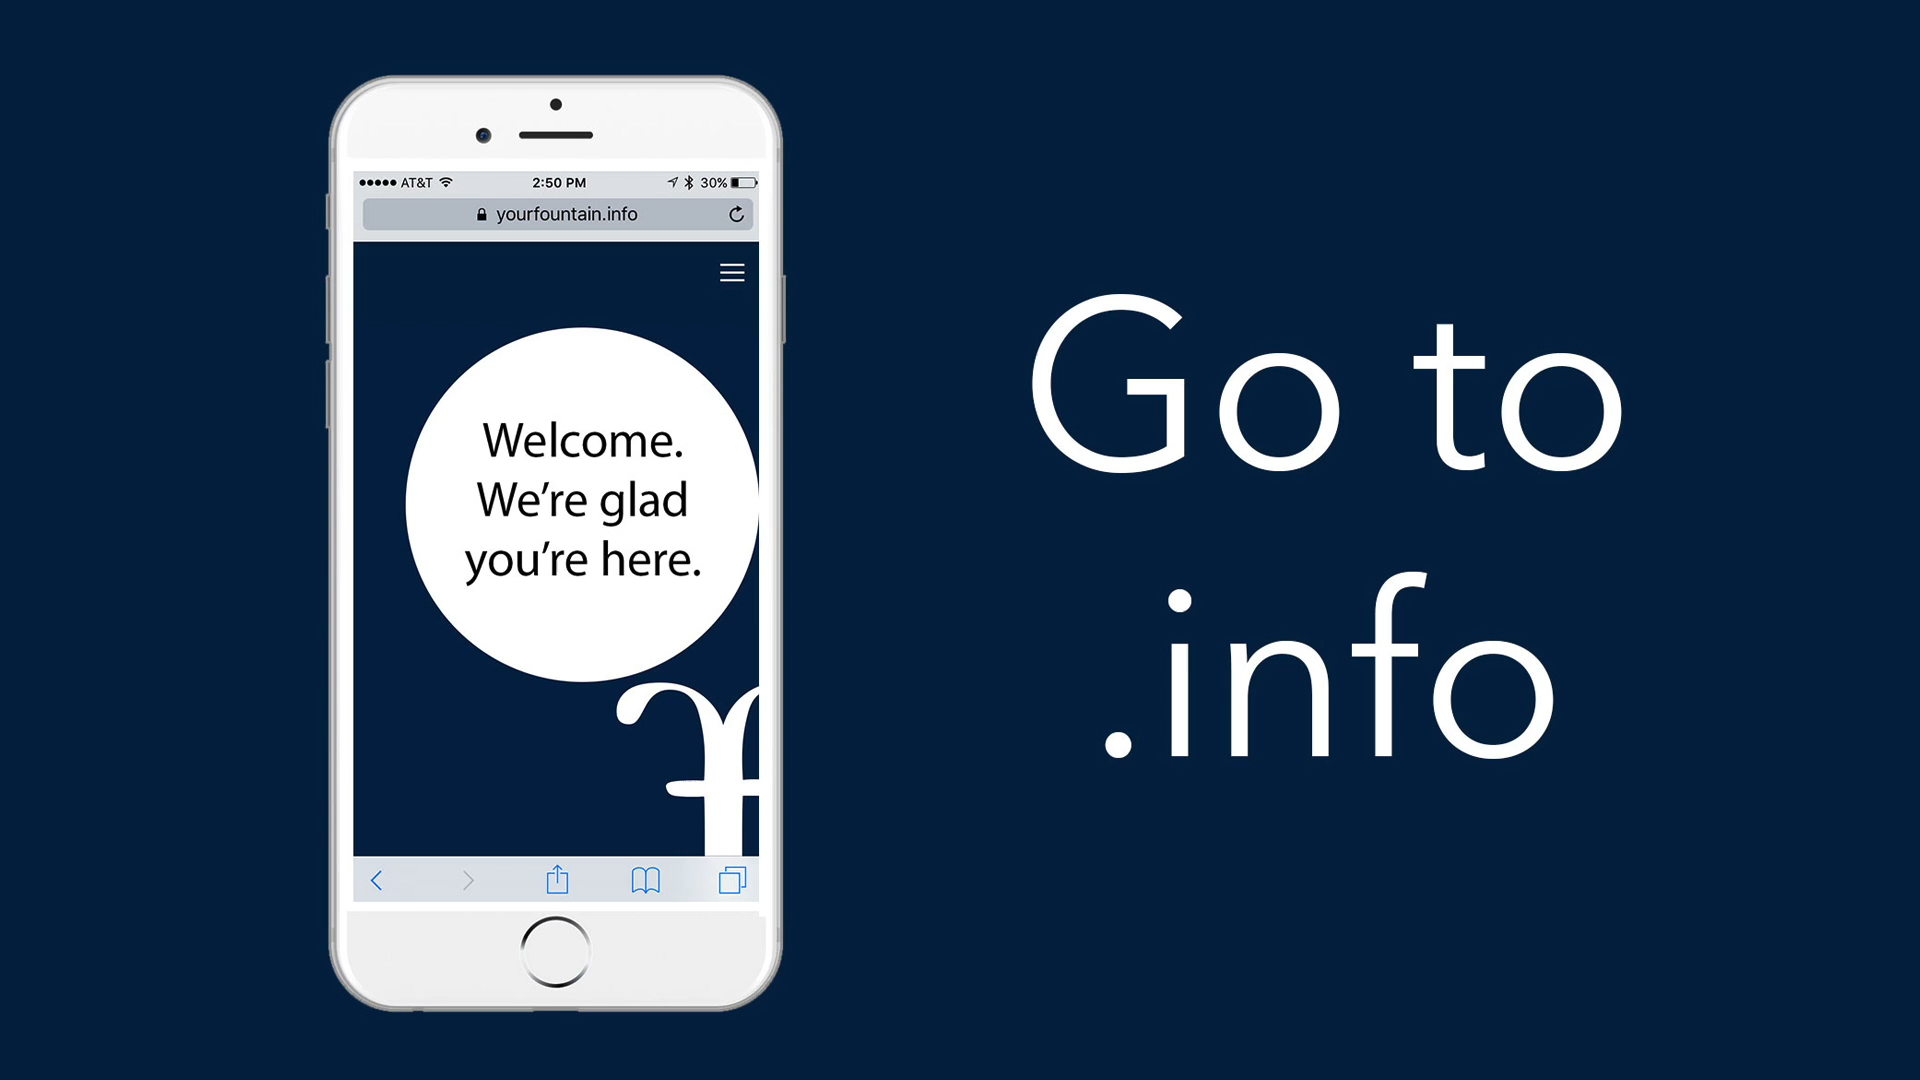 ●●●●● AT&T 2:50 PM 30%
yourfountain.info
Welcome.
We’re glad
you’re here.
f
Go to
.info